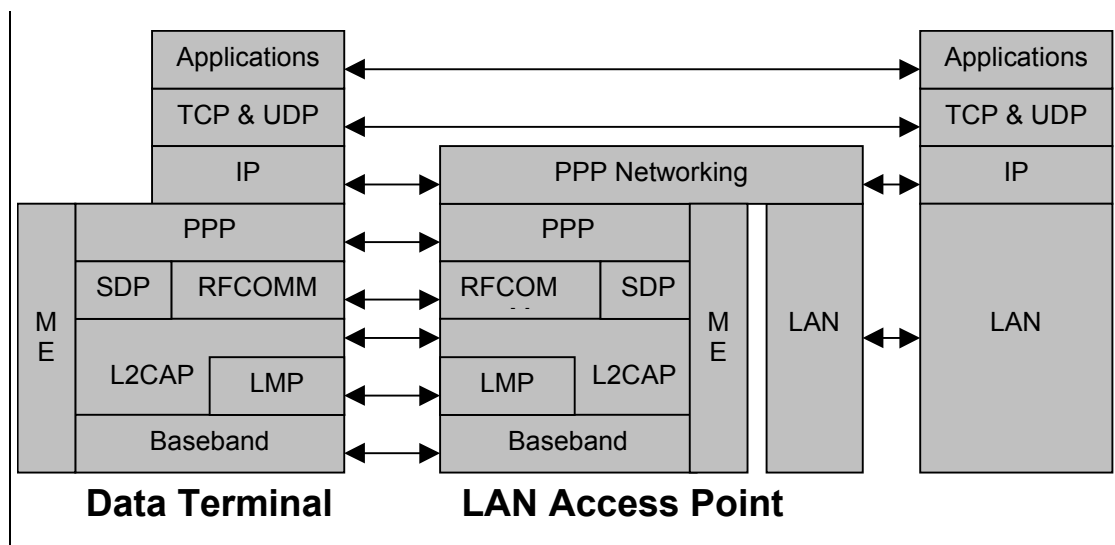 Applications
Applications
TCP & UDP
TCP & UDP
IP
PPP Networking
IP
PPP
PPP
SDP
RFCOMM
RFCOM
SDP
M
E
M
E
LAN
LAN
L2CAP
LMP
LMP
L2CAP
Baseband
Baseband
Data Terminal
LAN Access Point